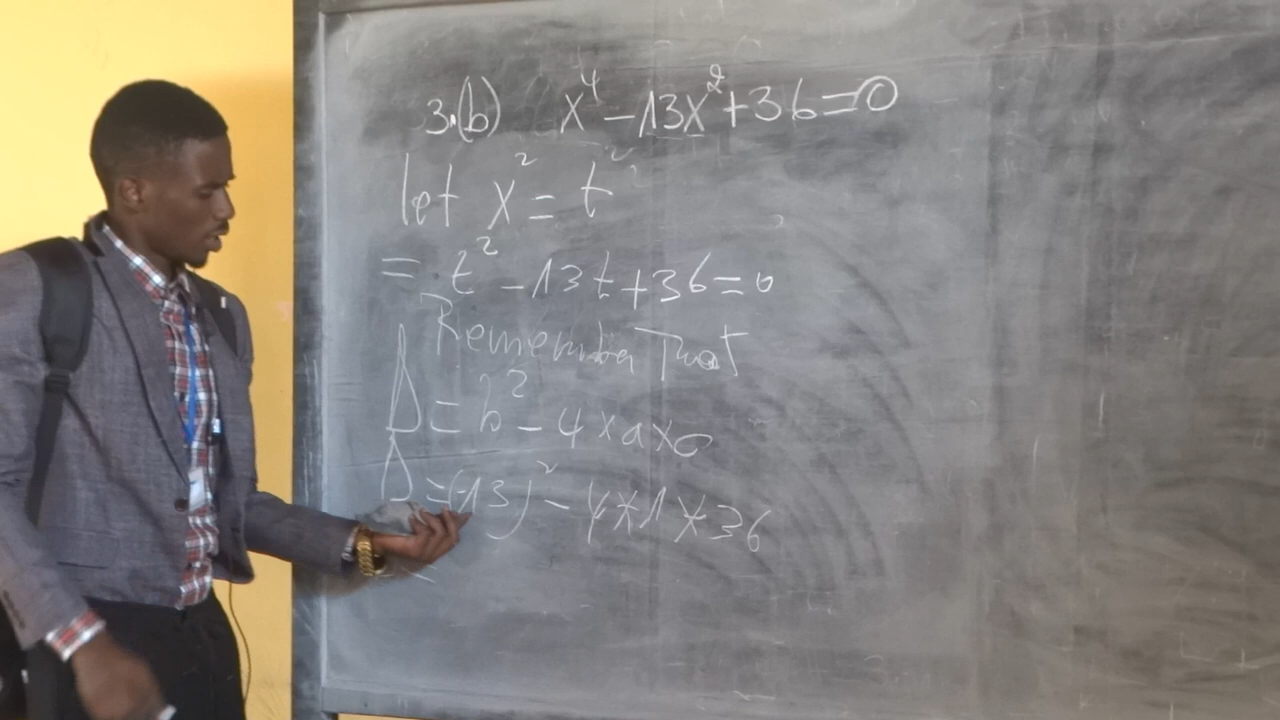 3.(b) x⁴ - 13x² + 36 = 0
let x² = t
= t² - 13t + 36 = 0
Remember That
Δ = b² - 4 × a × c
Δ = (-13)² - 4 × 1 × 36